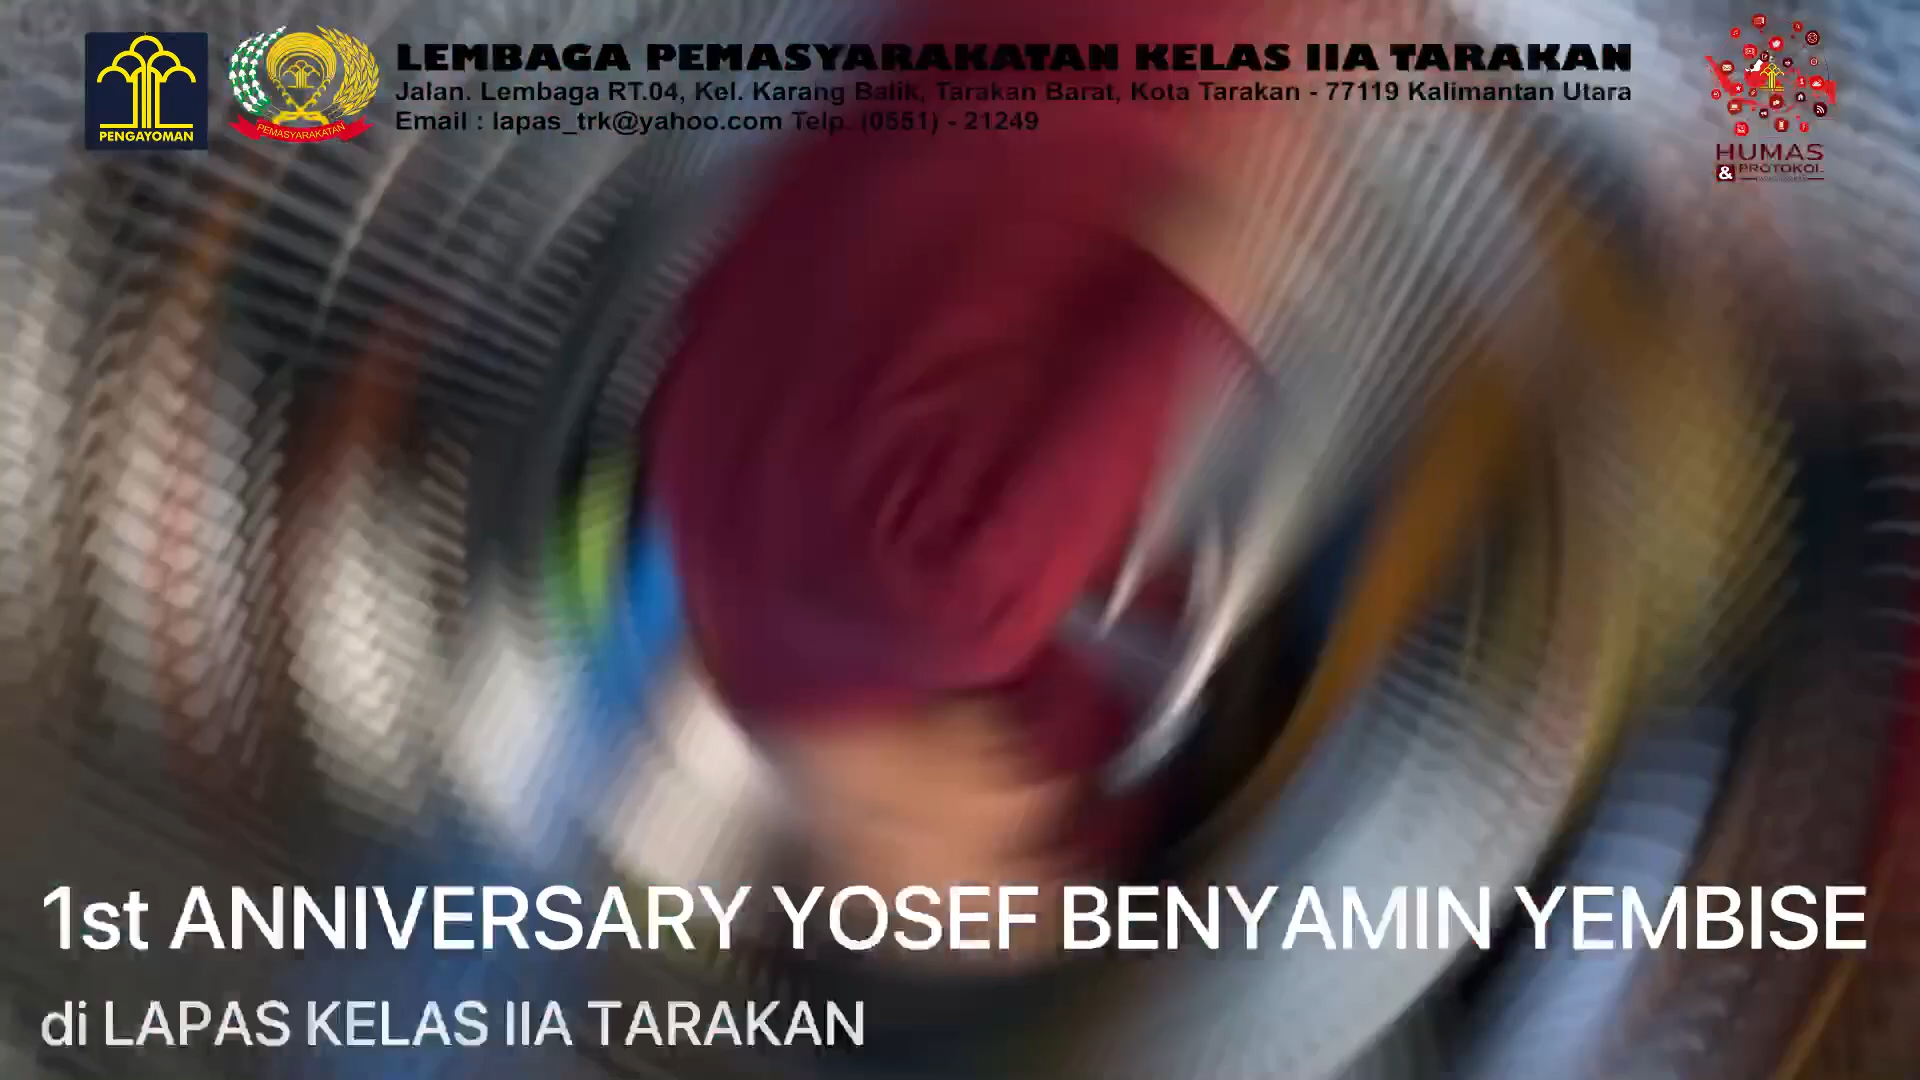 PENGAYOMAN
PEMASYARAKATAN
LEMBAGA PEMASYARAKATAN KELAS IIA TARAKAN
Jalan. Lembaga RT.04, Kel. Karang Balik, Tarakan Barat, Kota Tarakan - 77119 Kalimantan Utara
Email : lapas_trk@yahoo.com Telp. (0551) - 21249
HUMAS
& PROTOKOL
1st ANNIVERSARY YOSEF BENYAMIN YEMBISE
di LAPAS KELAS IIA TARAKAN